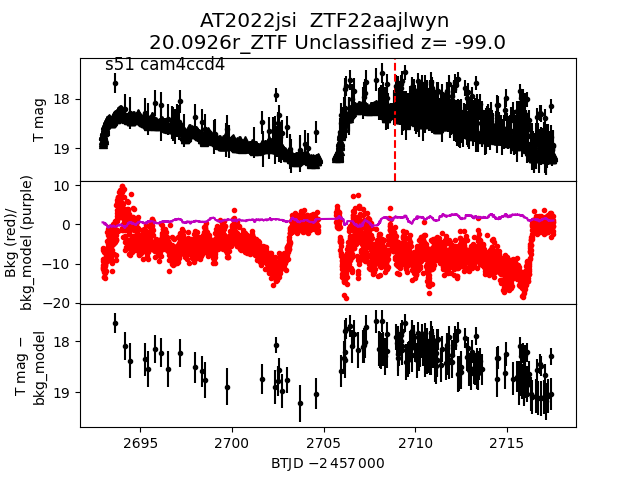 AT2022jsi  ZTF22aajlwyn
20.0926r_ZTF Unclassified z= -99.0
s51 cam4ccd4
T mag
18
19
Bkg (red)/
bkg_model (purple)
10
0
−10
−20
T mag −
bkg_model
18
19
2695
2700
2705
2710
2715
BTJD −2 457 000